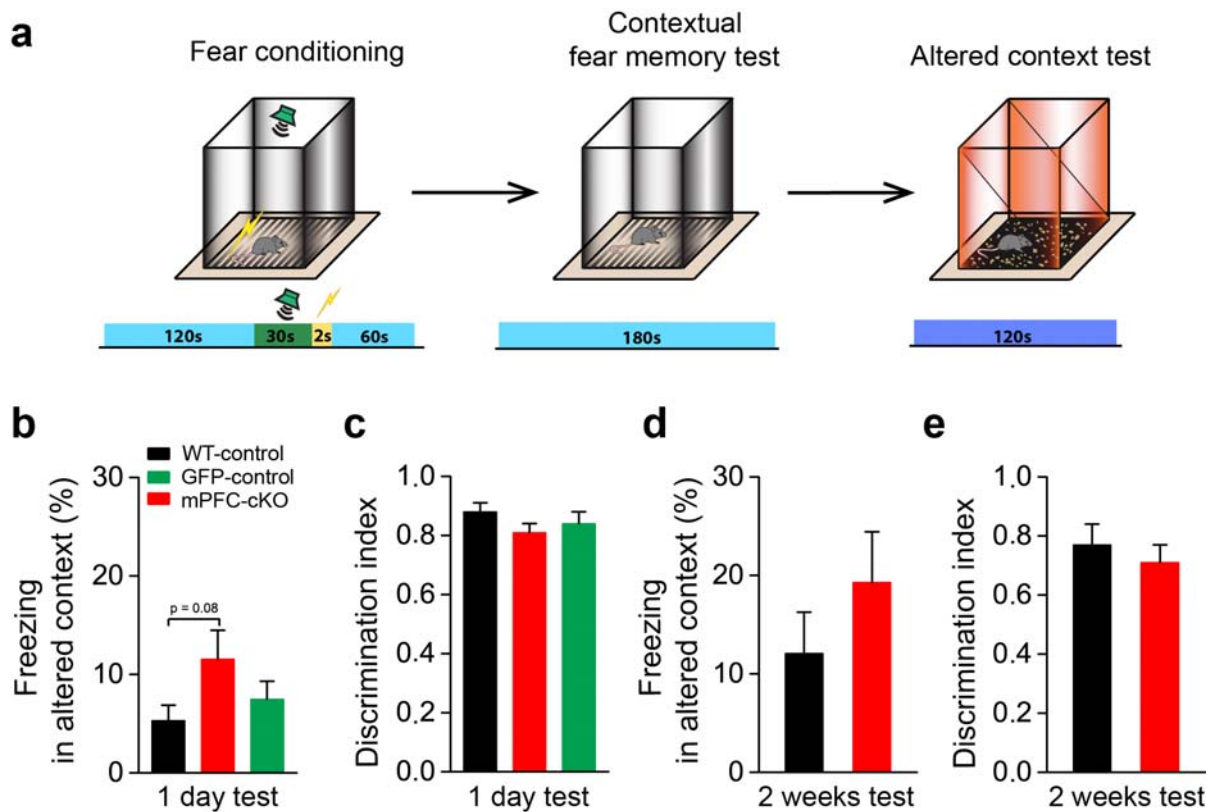 a
Fear conditioning
Contextual
fear memory test
Altered context test
120s 30s 2s 60s
180s
120s
b
WT-control
GFP-control
mPFC-cKO
Freezing
in altered context (%)
30
20
10
0
p = 0.08
1 day test
c
Discrimination index
1.0
0.8
0.6
0.4
0.2
0.0
1 day test
d
Freezing
in altered context (%)
30
20
10
0
2 weeks test
e
Discrimination index
1.0
0.8
0.6
0.4
0.2
0.0
2 weeks test